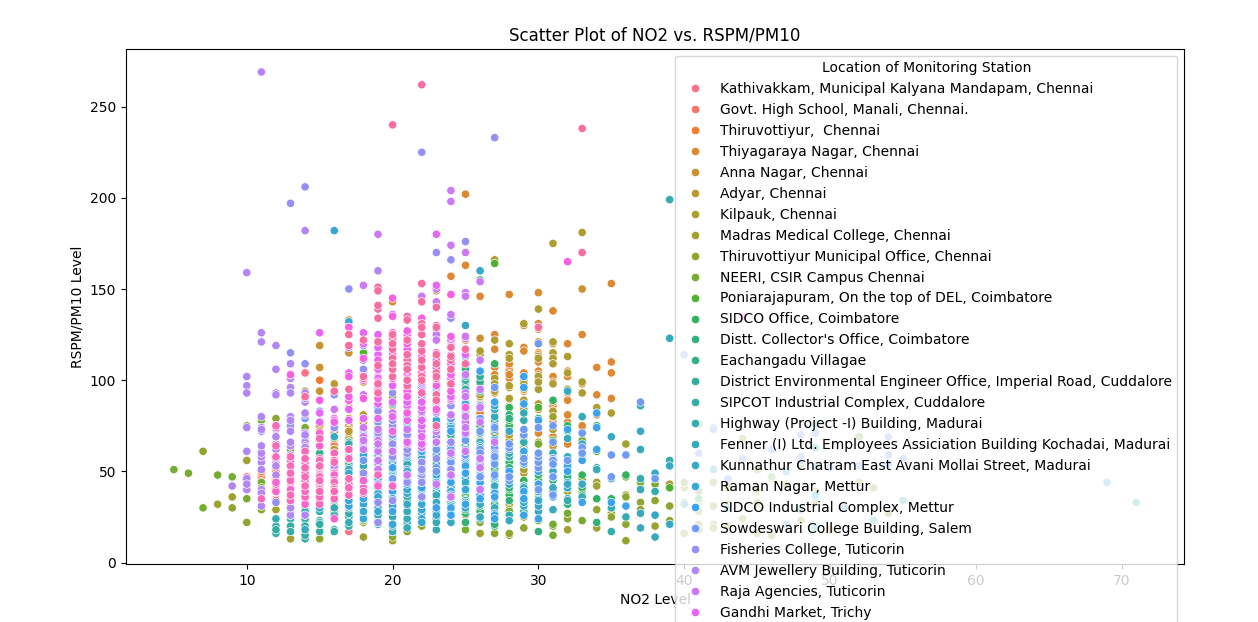 Scatter Plot of NO2 vs. RSPM/PM10
RSPM/PM10 Level
250
200
150
100
50
0
10
20
30
40
50
60
70
NO2 Level
Location of Monitoring Station
Kathivakkam, Municipal Kalyana Mandapam, Chennai
Govt. High School, Manali, Chennai.
Thiruvottiyur,  Chennai
Thiyagaraya Nagar, Chennai
Anna Nagar, Chennai
Adyar, Chennai
Kilpauk, Chennai
Madras Medical College, Chennai
Thiruvottiyur Municipal Office, Chennai
NEERI, CSIR Campus Chennai
Poniarajapuram, On the top of DEL, Coimbatore
SIDCO Office, Coimbatore
Distt. Collector's Office, Coimbatore
Eachangadu Villagae
District Environmental Engineer Office, Imperial Road, Cuddalore
SIPCOT Industrial Complex, Cuddalore
Highway (Project -I) Building, Madurai
Fenner (I) Ltd. Employees Assiciation Building Kochadai, Madurai
Kunnathur Chatram East Avani Mollai Street, Madurai
Raman Nagar, Mettur
SIDCO Industrial Complex, Mettur
Sowdeswari College Building, Salem
Fisheries College, Tuticorin
AVM Jewellery Building, Tuticorin
Raja Agencies, Tuticorin
Gandhi Market, Trichy